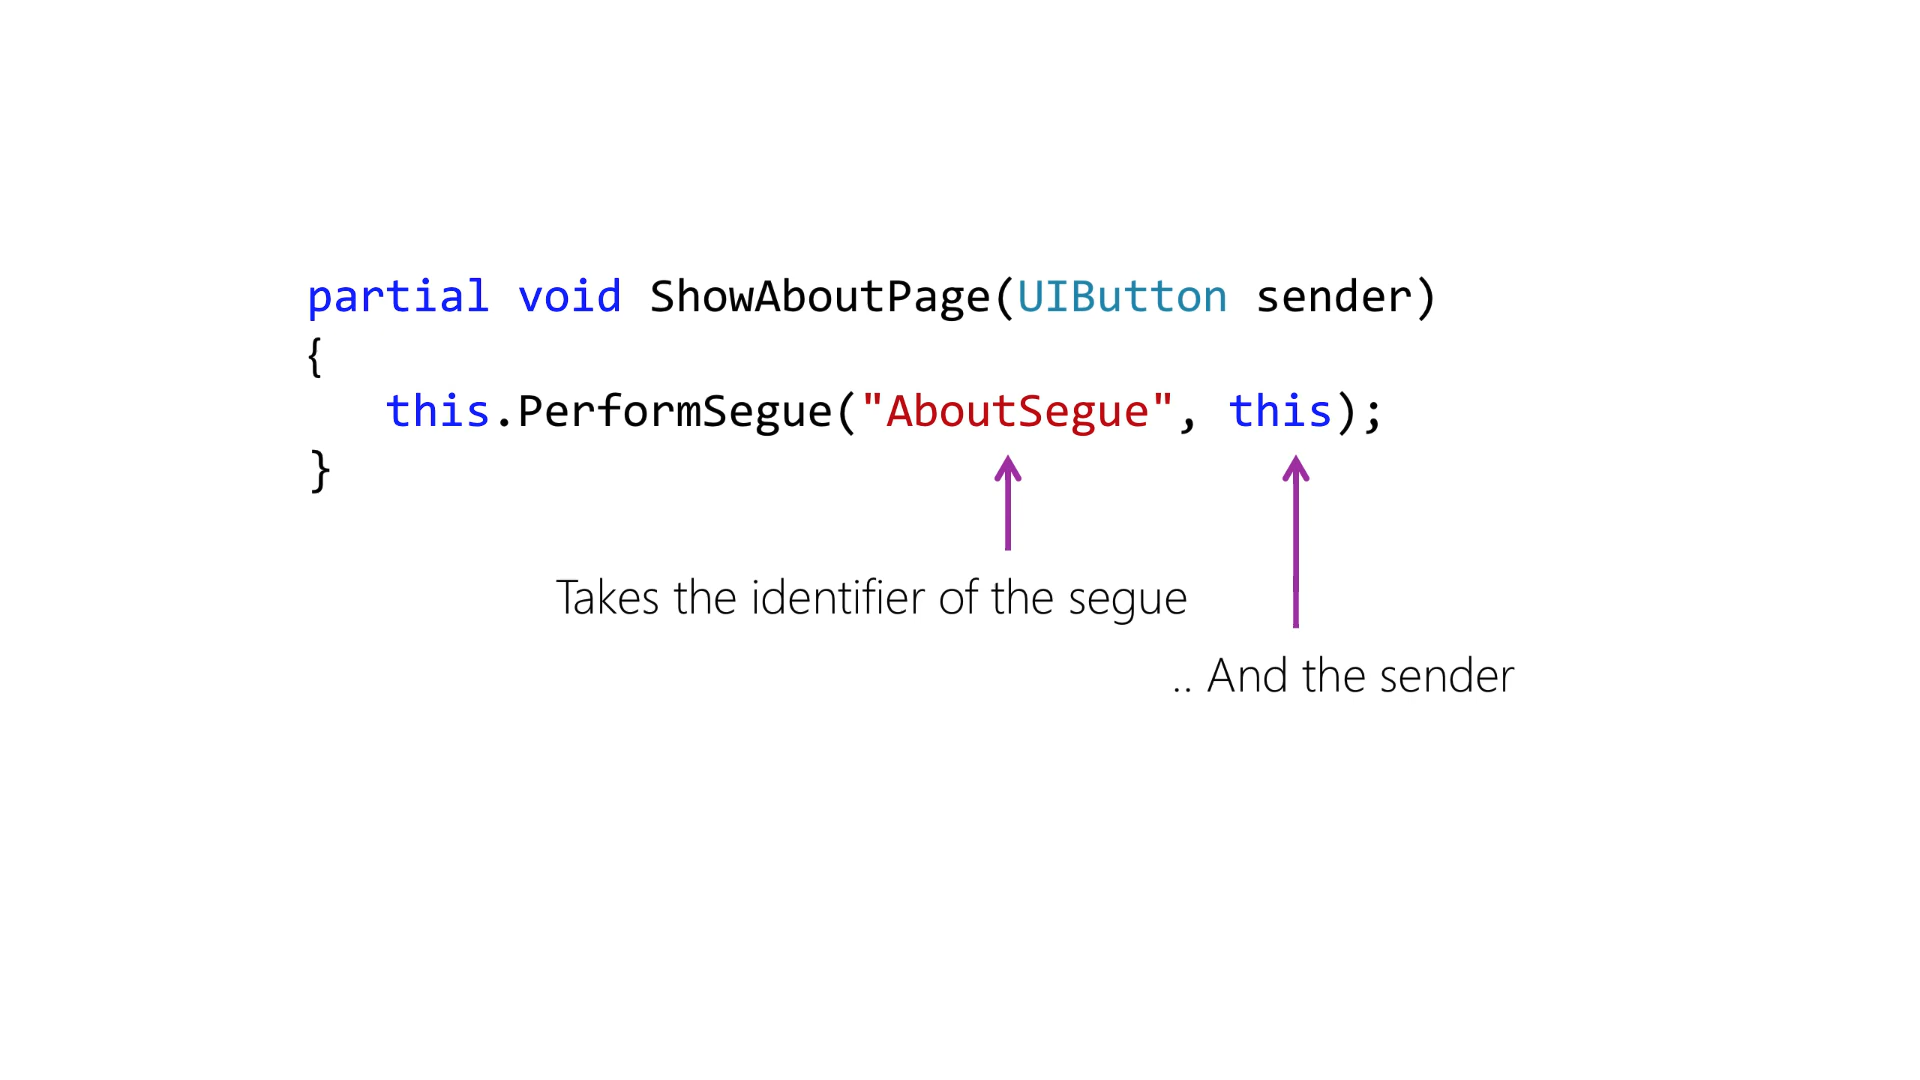 partial void ShowAboutPage(UIButton sender)
{
this.PerformSegue("AboutSegue", this);
}
Takes the identifier of the segue
.. And the sender